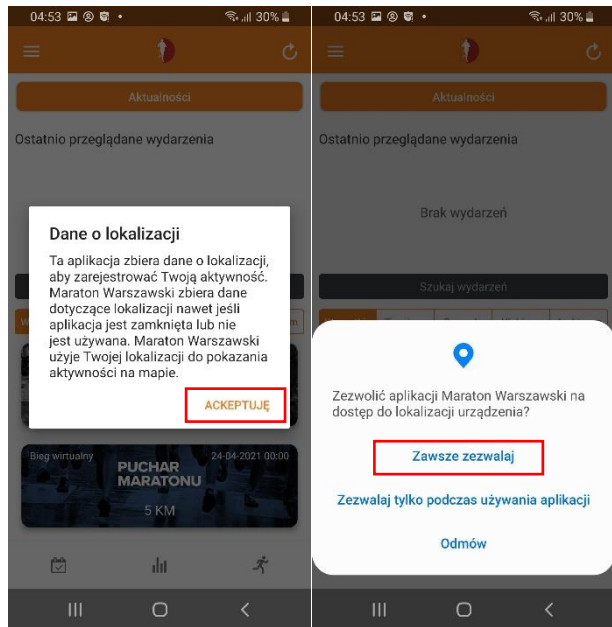 04:53
30%
Aktualności
Ostatnio przeglądane wydarzenia
Dane o lokalizacji
Ta aplikacja zbiera dane o lokalizacji,
aby zarejestrować Twoją aktywność.
Maraton Warszawski zbiera dane
dotyczące lokalizacji nawet jeśli
aplikacja jest zamknięta lub nie
jest używana. Maraton Warszawski
użyje Twojej lokalizacji do pokazania
aktywności na mapie.
ACKEPTUJĘ
Bieg wirtualny
24-04-2021 00:00
PUCHAR
MARATONU
5 KM
04:53
30%
Aktualności
Ostatnio przeglądane wydarzenia
Brak wydarzeń
Szukaj wydarzeń
Zezwolić aplikacji Maraton Warszawski na
dostęp do lokalizacji urządzenia?
Zawsze zezwalaj
Zezwalaj tylko podczas używania aplikacji
Odmów